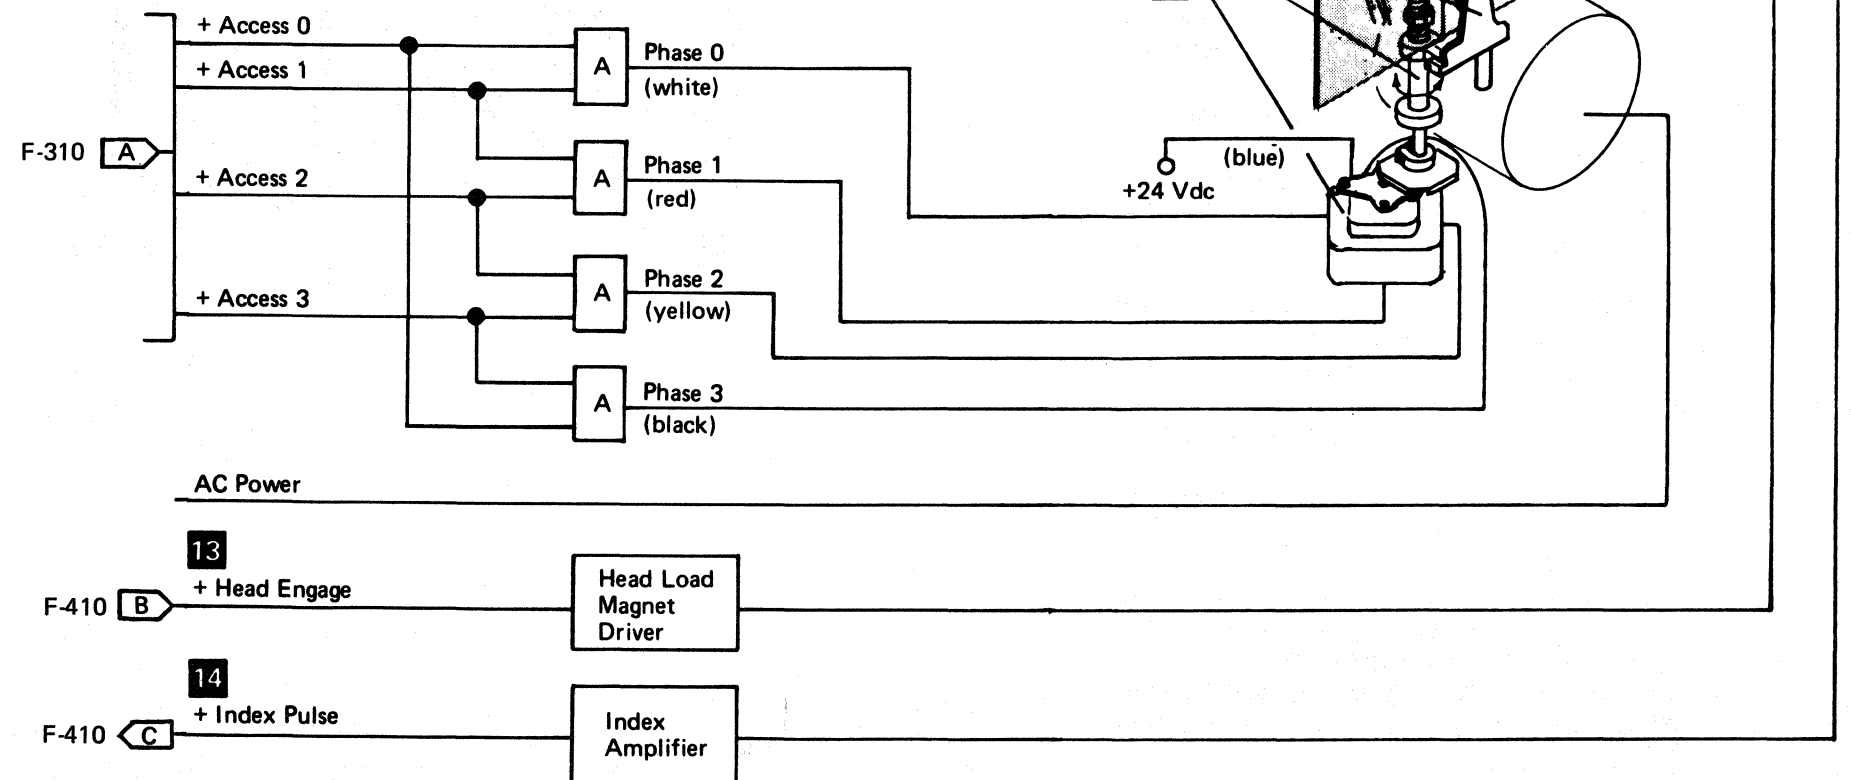 + Access 0
+ Access 1
F-310 A
+ Access 2
+ Access 3
A
Phase 0
(white)
A
Phase 1
(red)
A
Phase 2
(yellow)
A
Phase 3
(black)
(blue)
+24 Vdc
AC Power
13
+ Head Engage
F-410 B
Head Load
Magnet
Driver
14
+ Index Pulse
F-410 C
Index
Amplifier